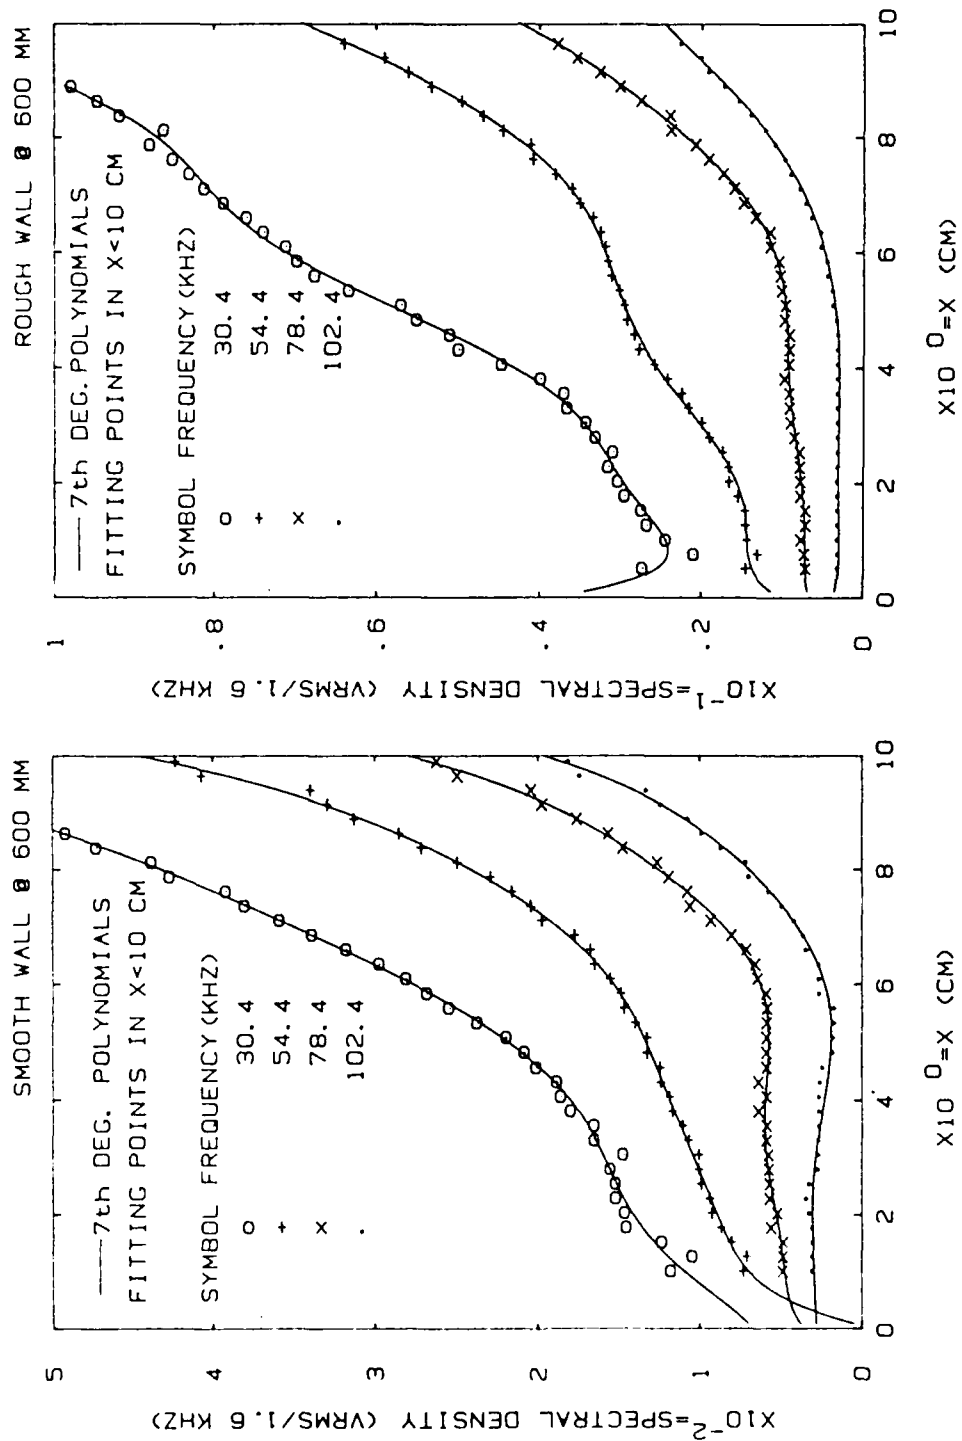 SMOOTH WALL @ 600 MM
7th DEG. POLYNOMIALS
FITTING POINTS IN X<10 CM
SYMBOL FREQUENCY(KHZ)
O 30.4
+ 54.4
X 78.4
. 102.4
5
4
3
2
1
0
X10⁻²=SPECTRAL DENSITY (VRMS/1.6 KHZ)
0 2 4 6 8 10
X10 ⁰=X (CM)
ROUGH WALL @ 600 MM
7th DEG.POLYNOMIALS
FITTING POINTS IN X<10 CM
SYMBOL FREQUENCY(KHZ)
O 30.4
+ 54.4
X 78.4
. 102.4
1
.8
.6
.4
.2
0
X10⁻¹=SPECTRAL DENSITY (VRMS/1.6 KHZ)
0 2 4 6 8 10
X10 ⁰=X (CM)